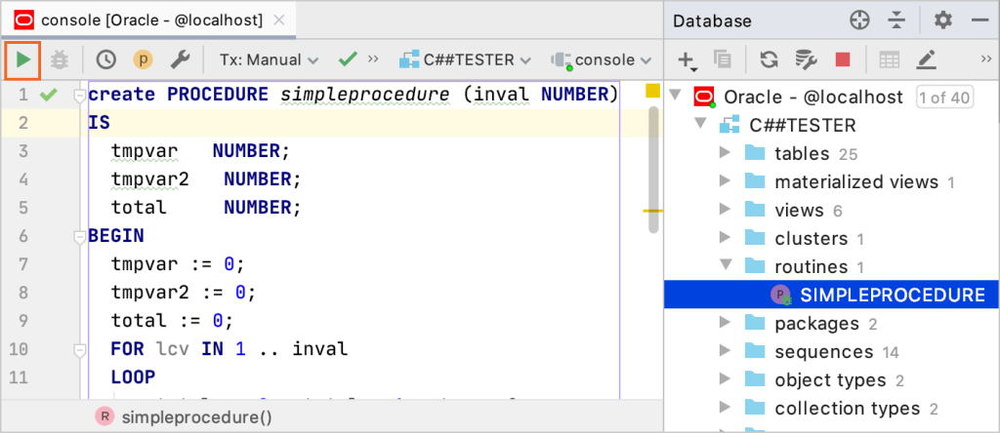 console [Oracle - @localhost]
Tx: Manual C##TESTER console
1 create PROCEDURE simpleprocedure (inval NUMBER)
2 IS
3 tmpvar NUMBER;
4 tmpvar2 NUMBER;
5 total NUMBER;
6 BEGIN
7 tmpvar := 0;
8 tmpvar2 := 0;
9 total := 0;
10 FOR lcv IN 1 .. inval
11 LOOP
R simpleprocedure()
Database
Oracle - @localhost 1 of 40
C##TESTER
tables 25
materialized views 1
views 6
clusters 1
routines 1
P SIMPLEPROCEDURE
packages 2
sequences 14
object types 2
collection types 2